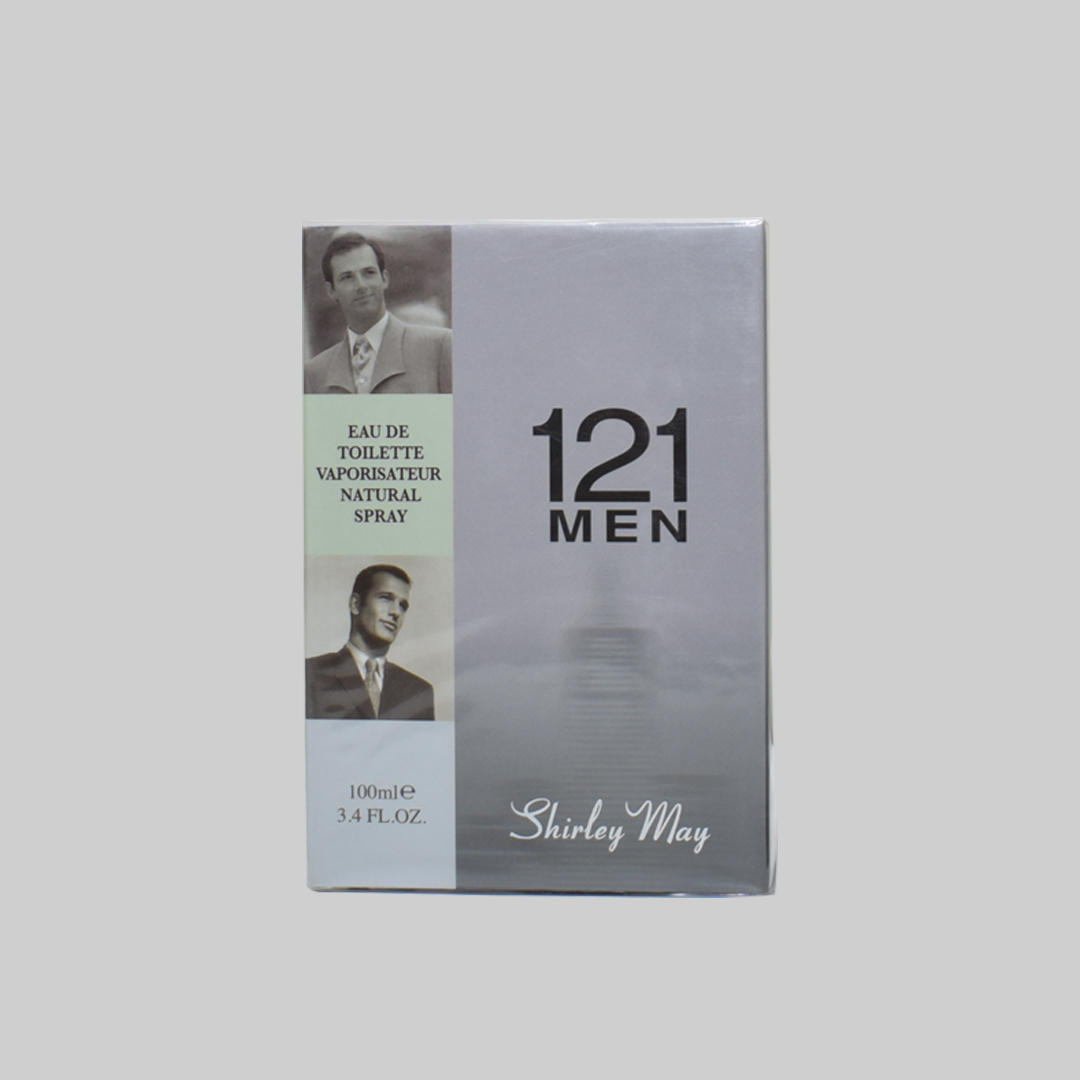 EAU DE
TOILETTE
VAPORISATEUR
NATURAL
SPRAY
121
MEN
100ml℮
3.4 FL.OZ.
Shirley May